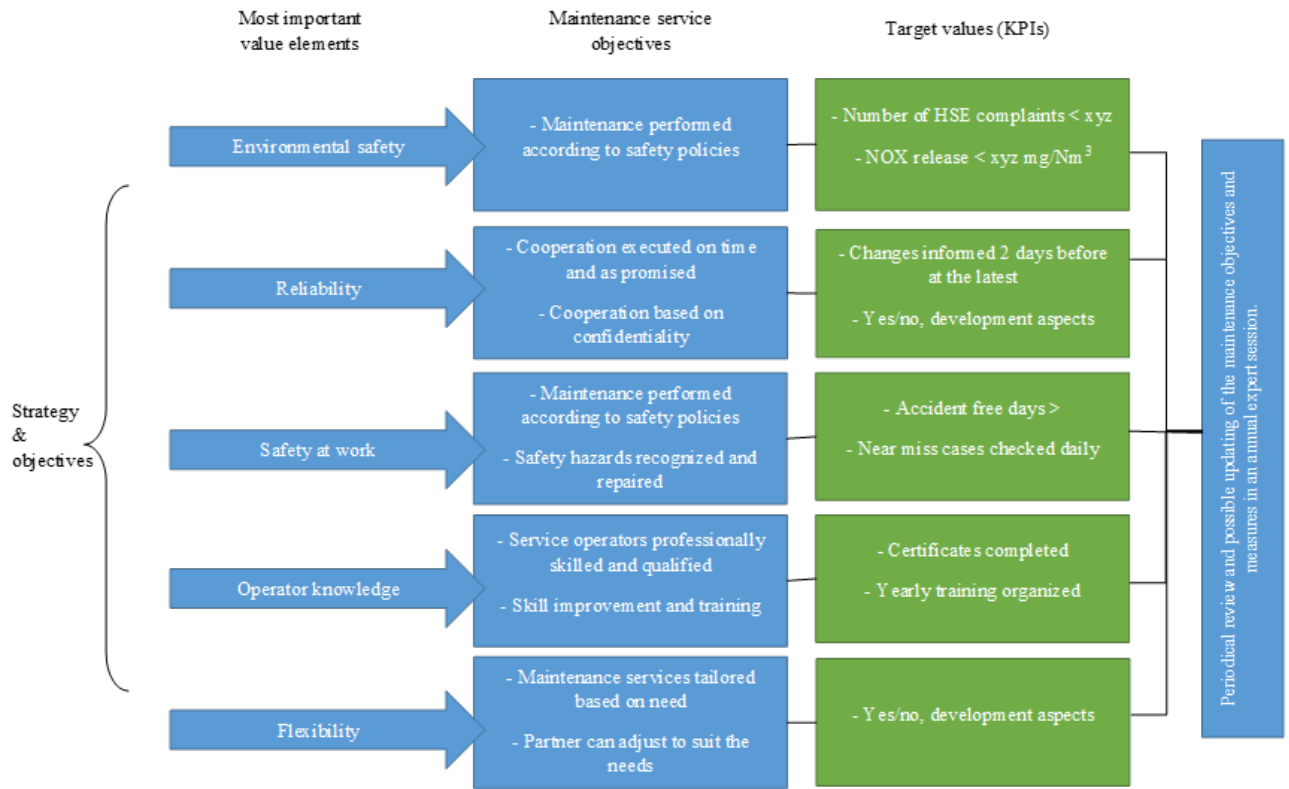 Most important
value elements
Maintenance service
objectives
Target values (KPIs)
Strategy
&
objectives
Environmental safety
- Maintenance performed
according to safety policies
- Number of HSE complaints < xyz
- NOX release < xyz mg/Nm³
Reliability
- Cooperation executed on time
and as promised
- Cooperation based on
confidentiality
- Changes informed 2 days before
at the latest
- Yes/no, development aspects
Safety at work
- Maintenance performed
according to safety policies
- Safety hazards recognized and
repaired
- Accident free days >
- Near miss cases checked daily
Operator knowledge
- Service operators professionally
skilled and qualified
- Skill improvement and training
- Certificates completed
- Yearly training organized
Flexibility
- Maintenance services tailored
based on need
- Partner can adjust to suit the
needs
- Yes/no, development aspects
Periodical review and possible updating of the maintenance objectives and
measures in an annual expert session.